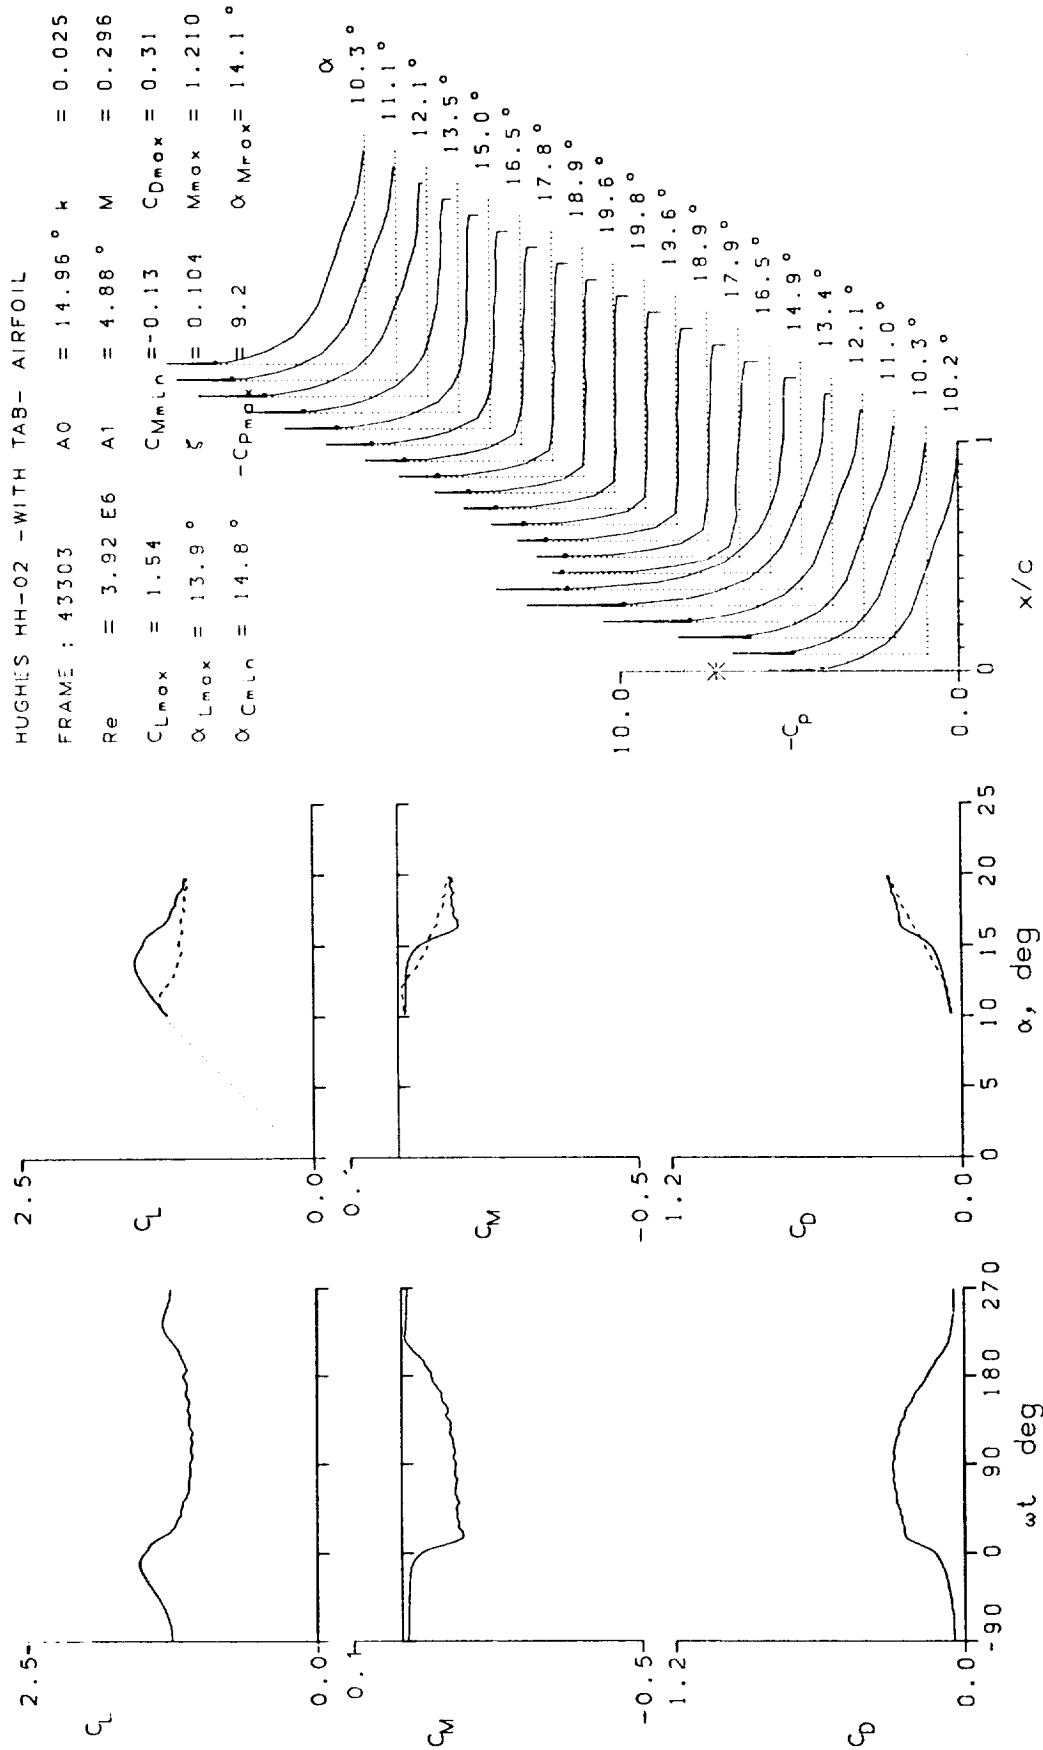 HUGHES HH-02 -WITH TAB- AIRFOIL
FRAME : 43303 A0 = 14.96 ° k = 0.025
Re = 3.92 E6 A1 = 4.88 ° M = 0.296
CLmax = 1.54 CMmin =-0.13 CDmax = 0.31
αLmax = 13.9 ° ζ = 0.104 Mmax = 1.210
αCmin = 14.8 ° -CPmax = 9.2 αMmax= 14.1 °
2.5
CL
0.0
0.1
CM
-0.5
1.2
CD
0.0
-90 0 90 180 270
ωt deg
2.5
CL
0.0
0.1
CM
-0.5
1.2
CD
0.0
0 5 10 15 20 25
α, deg
α
10.3 °
11.1 °
12.1 °
13.5 °
15.0 °
16.5 °
17.8 °
18.9 °
19.6 °
19.8 °
13.6 °
18.9 °
17.9 °
16.5 °
14.9 °
13.4 °
12.1 °
11.0 °
10.3 °
10.2 °
10.0
-CP
0.0
0 1
x/c